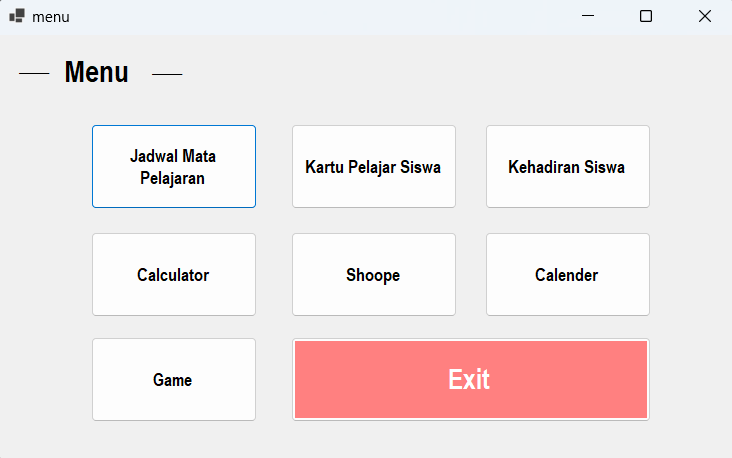 menu
Menu
Jadwal Mata
Pelajaran
Kartu Pelajar Siswa
Kehadiran Siswa
Calculator
Shoope
Calender
Game
Exit